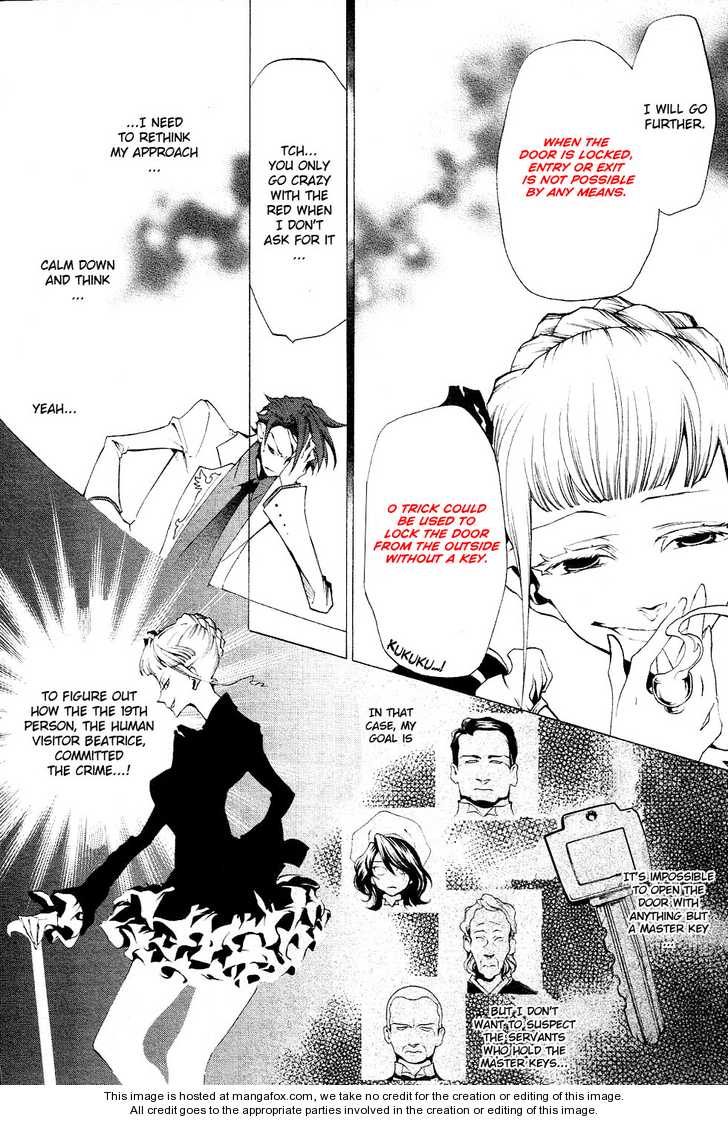 I WILL GO
FURTHER.
WHEN THE
DOOR IS LOCKED,
ENTRY OR EXIT
IS NOT POSSIBLE
BY ANY MEANS.
O TRICK COULD
BE USED TO
LOCK THE DOOR
FROM THE OUTSIDE
WITHOUT A KEY.
KUKUKU...!
TCH...
YOU ONLY
GO CRAZY
WITH THE
RED WHEN
I DON'T
ASK FOR IT
...
...I NEED
TO RETHINK
MY APPROACH
...
CALM DOWN
AND THINK
...
YEAH...
IT'S IMPOSSIBLE
TO OPEN THE
DOOR WITH
ANYTHING BUT
A MASTER KEY
...
BUT I DON'T
WANT TO SUSPECT
THE SERVANTS
WHO HOLD THE
MASTER KEYS...
IN THAT
CASE, MY
GOAL IS
TO FIGURE OUT
HOW THE THE 19TH
PERSON, THE HUMAN
VISITOR BEATRICE,
COMMITTED
THE CRIME...!
This image is hosted at mangafox.com, we take no credit for the creation or editing of this image.
All credit goes to the appropriate parties involved in the creation or editing of this image.